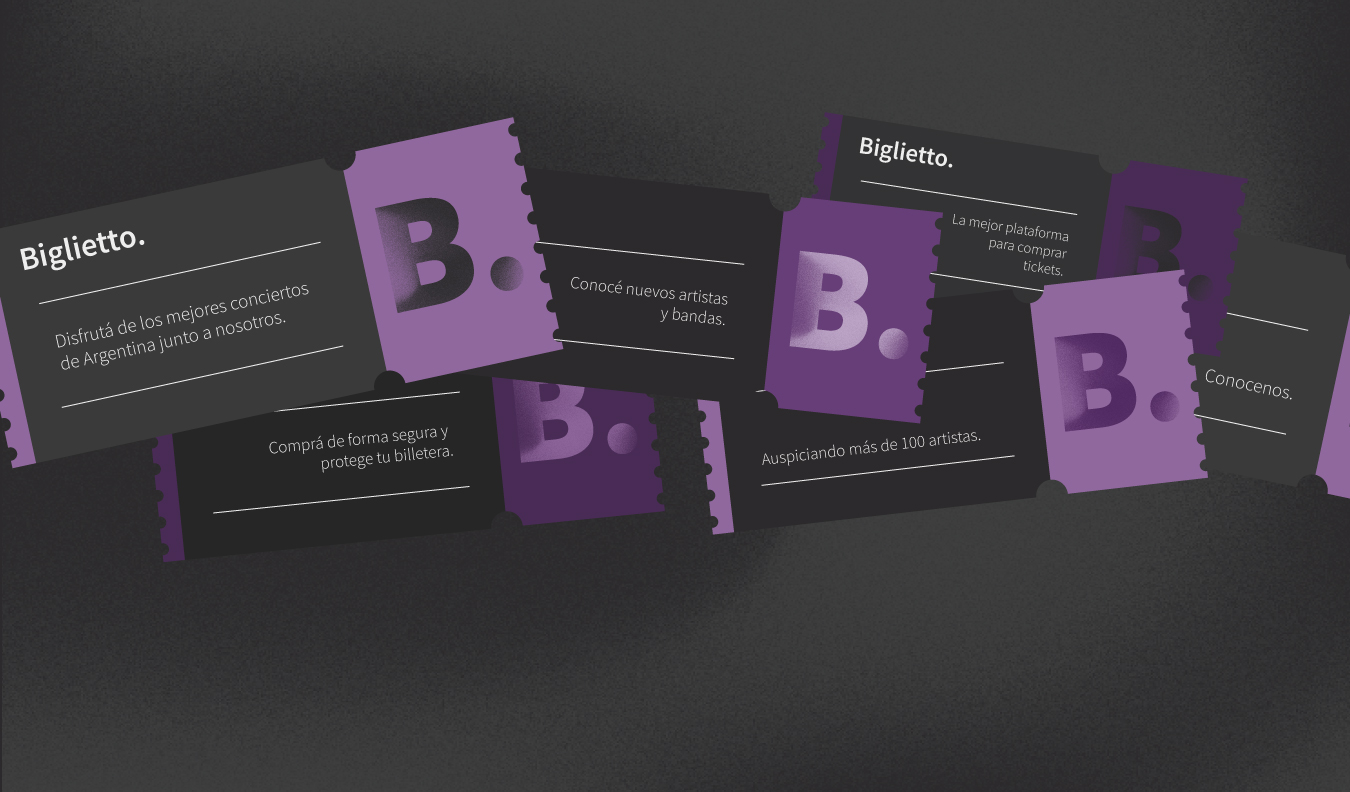 Biglietto.
Disfrutá de los mejores conciertos
de Argentina junto a nosotros.
B.
Conocé nuevos artistas
y bandas.
B.
Biglietto.
La mejor plataforma
para comprar
tickets.
B.
Comprá de forma segura y
protege tu billetera.
B.
Auspiciando más de 100 artistas.
B.
Conocenos.